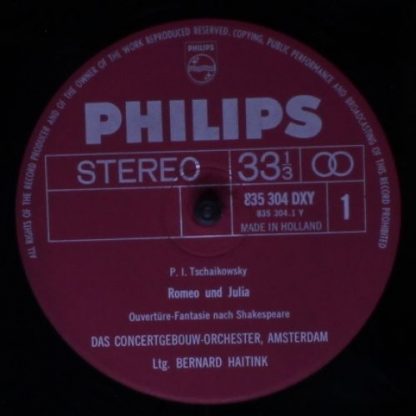 ALL RIGHTS OF THE RECORD PRODUCER AND OF THE OWNER OF THE WORK REPRODUCED RESERVED. COPYING, PUBLIC PERFORMANCE AND BROADCASTING OF THIS RECORD PROHIBITED
PHILIPS
PHILIPS
STEREO 33 1/3
835 304 DXY
835 304.1 Y
MADE IN HOLLAND
1
P. I. Tschaikowsky
Romeo und Julia
Ouvertüre-Fantasie nach Shakespeare
DAS CONCERTGEBOUW-ORCHESTER, AMSTERDAM
Ltg. BERNARD HAITINK